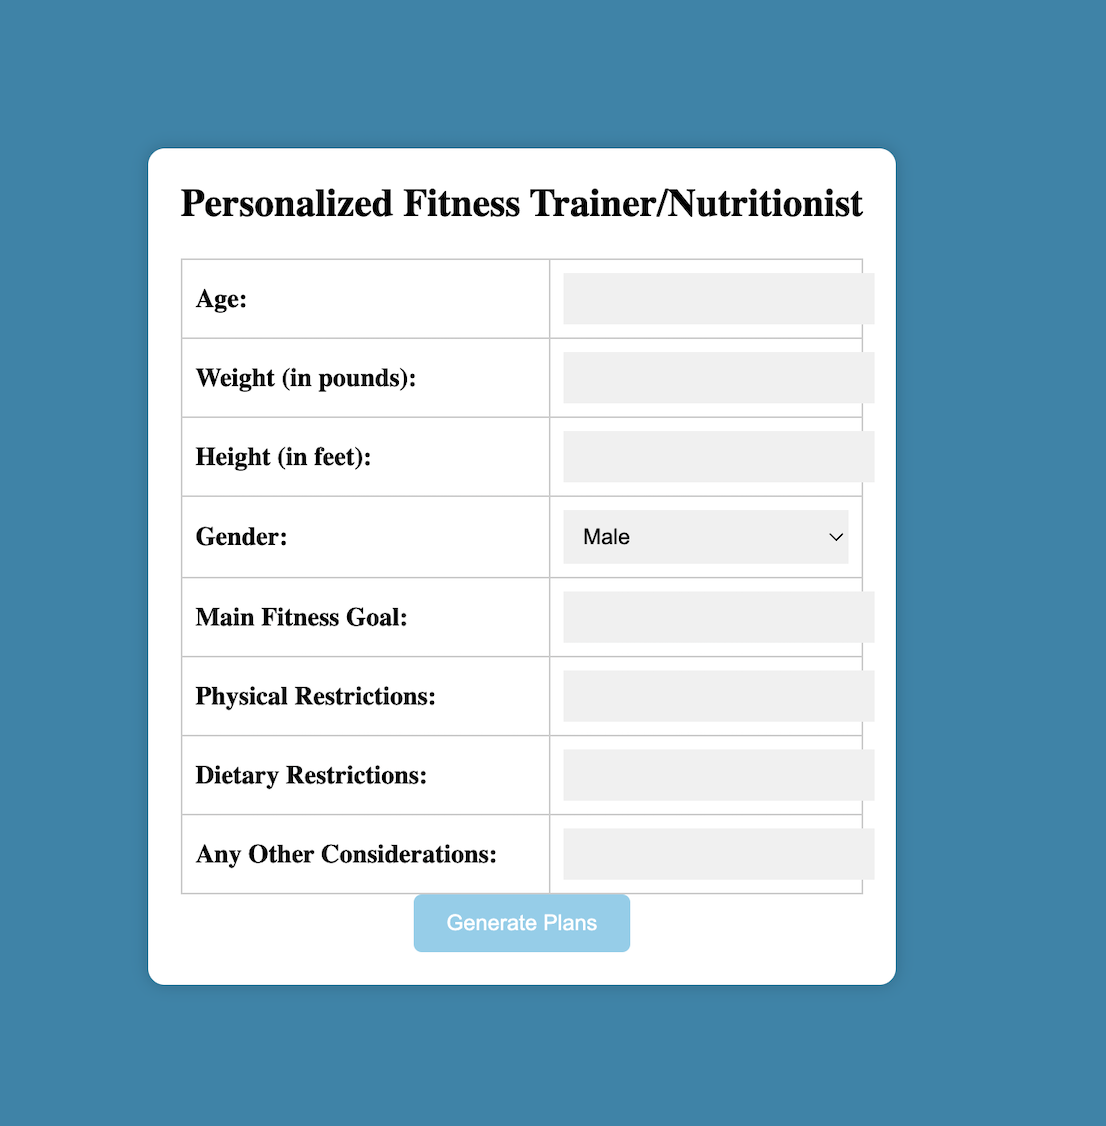 Personalized Fitness Trainer/Nutritionist
Age:
Weight (in pounds):
Height (in feet):
Gender: Male
Main Fitness Goal:
Physical Restrictions:
Dietary Restrictions:
Any Other Considerations:
Generate Plans